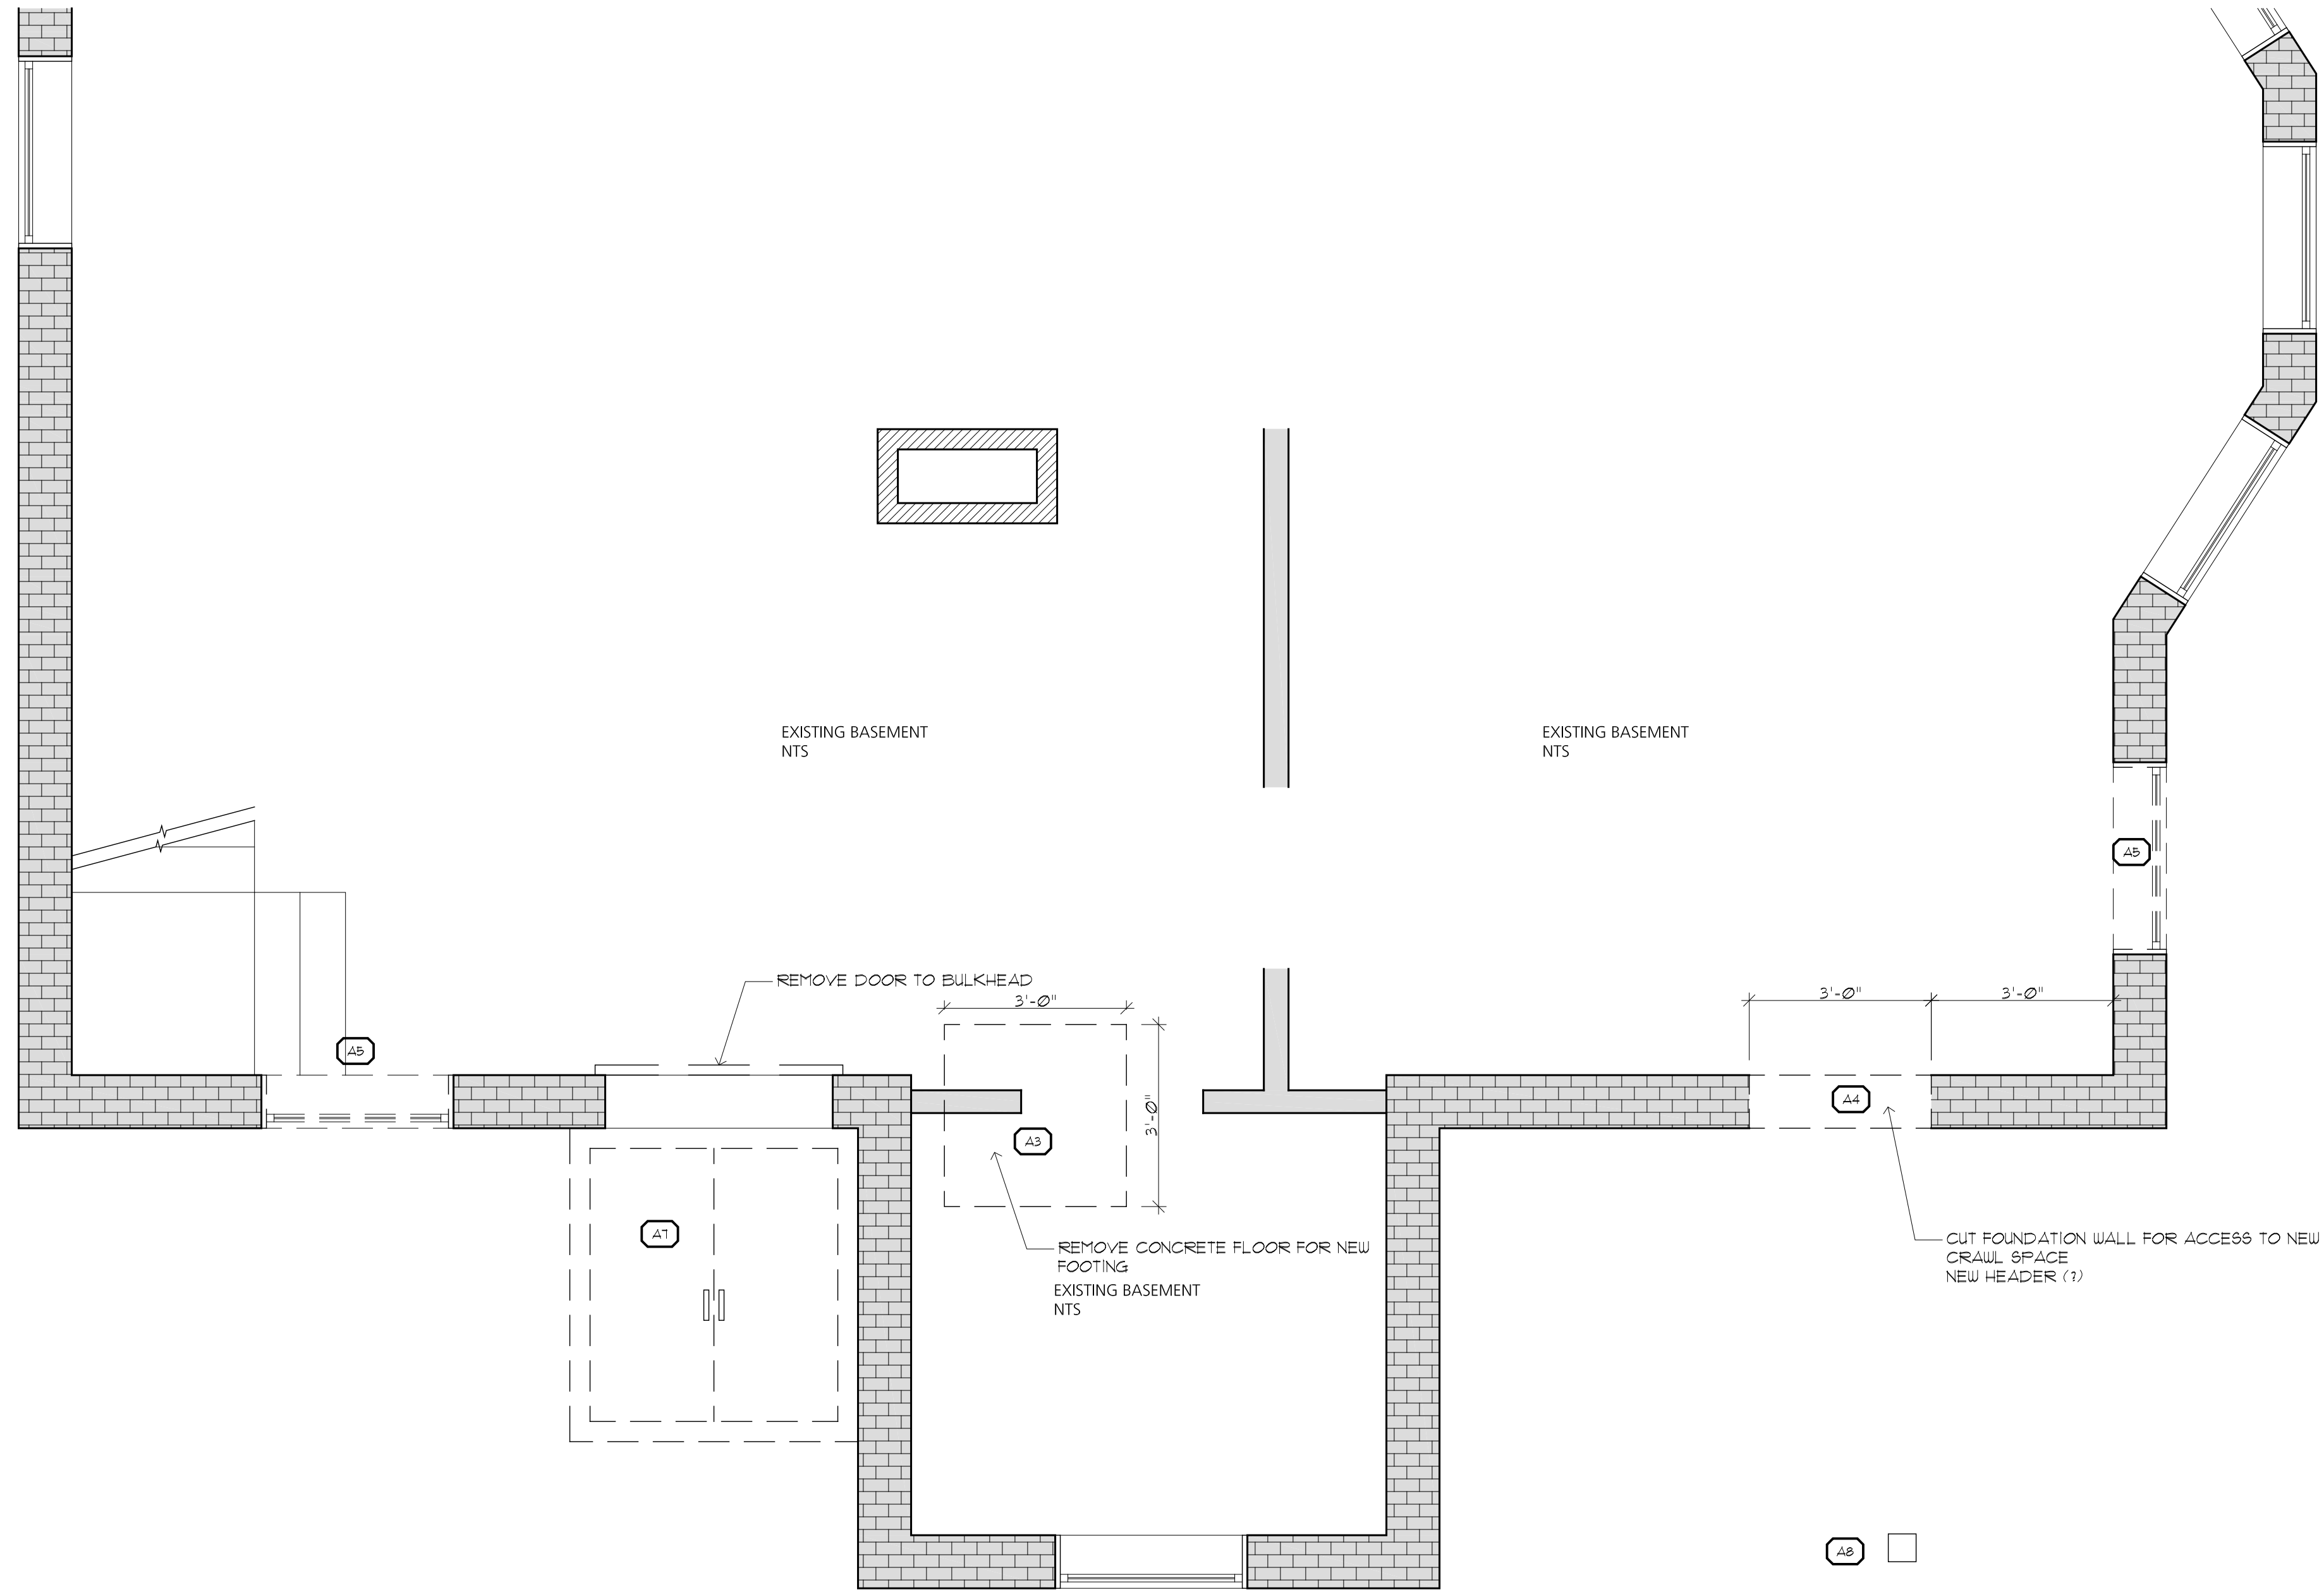 EXISTING BASEMENT
NTS
EXISTING BASEMENT
NTS
A5
REMOVE DOOR TO BULKHEAD
3'-0"
3'-0"
3'-0"
A5
A4
3'-0"
A3
A7
REMOVE CONCRETE FLOOR FOR NEW
FOOTING
EXISTING BASEMENT
NTS
CUT FOUNDATION WALL FOR ACCESS TO NEW
CRAWL SPACE
NEW HEADER (?)
A8